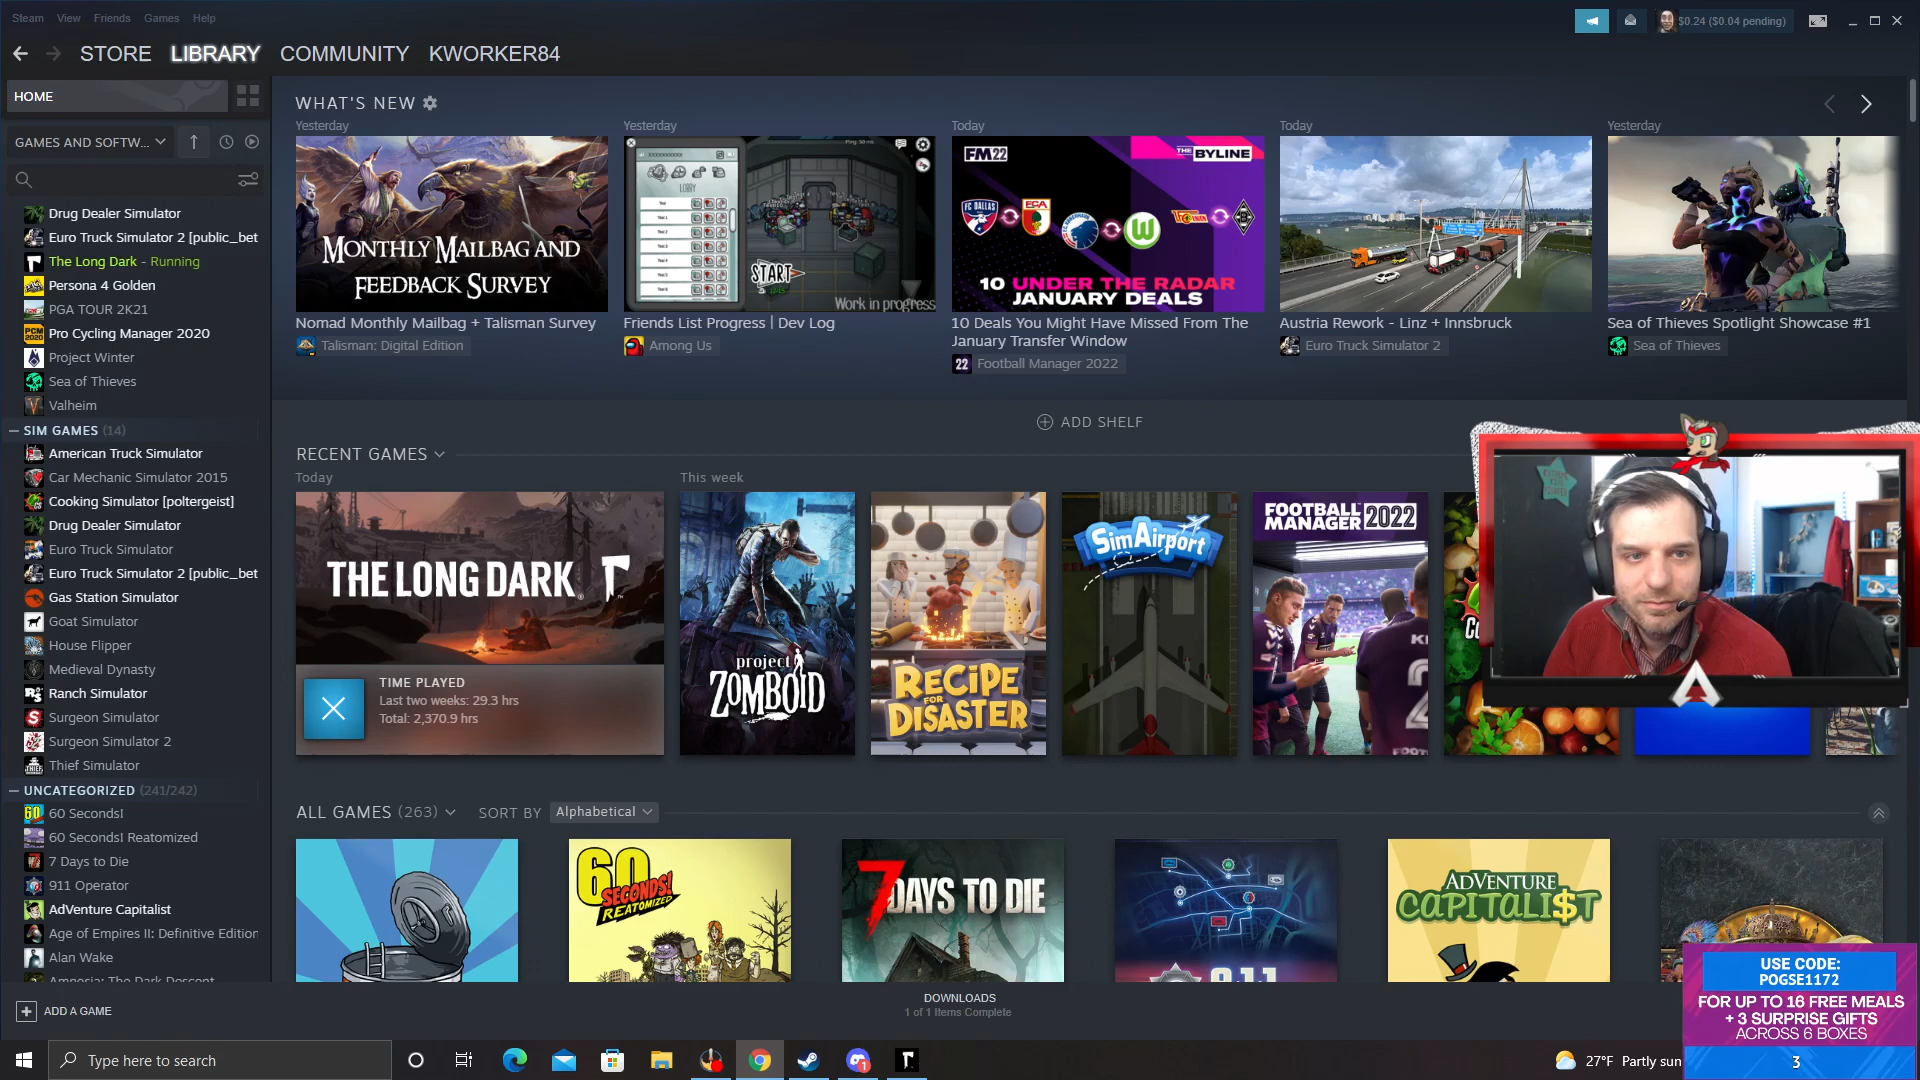 Steam View Friends Games Help
$0.24 ($0.04 pending)
STORE LIBRARY COMMUNITY KWORKER84
HOME
GAMES AND SOFTW...
Drug Dealer Simulator
Euro Truck Simulator 2 [public_bet
The Long Dark - Running
Persona 4 Golden
PGA TOUR 2K21
Pro Cycling Manager 2020
Project Winter
Sea of Thieves
Valheim
SIM GAMES (14)
American Truck Simulator
Car Mechanic Simulator 2015
Cooking Simulator [poltergeist]
Drug Dealer Simulator
Euro Truck Simulator
Euro Truck Simulator 2 [public_bet
Gas Station Simulator
Goat Simulator
House Flipper
Medieval Dynasty
Ranch Simulator
Surgeon Simulator
Surgeon Simulator 2
Thief Simulator
UNCATEGORIZED (241/242)
60 Seconds!
60 Seconds! Reatomized
7 Days to Die
911 Operator
AdVenture Capitalist
Age of Empires II: Definitive Edition
Alan Wake
Amnesia: The Dark Descent
ADD A GAME
WHAT'S NEW
Yesterday
MONTHLY MAILBAG AND
FEEDBACK SURVEY
Nomad Monthly Mailbag + Talisman Survey
Talisman: Digital Edition
Yesterday
LOBBY
START
Work in progress
Friends List Progress | Dev Log
Among Us
Today
FM22
THE BYLINE
10 UNDER THE RADAR
JANUARY DEALS
10 Deals You Might Have Missed From The
January Transfer Window
22
Football Manager 2022
Today
Austria Rework - Linz + Innsbruck
Euro Truck Simulator 2
Yesterday
Sea of Thieves Spotlight Showcase #1
Sea of Thieves
ADD SHELF
RECENT GAMES
Today
THE LONG DARK
TIME PLAYED
Last two weeks: 29.3 hrs
Total: 2,370.9 hrs
This week
project
ZOMBOID
RECIPE
FOR
DISASTER
SimAirport
FOOTBALL
MANAGER 2022
ALL GAMES (263) SORT BY Alphabetical
60
SECONDS!
REATOMIZED
7 DAYS TO DIE
911
ADVENTURE
CAPITALI$T
DOWNLOADS
1 of 1 Items Complete
USE CODE:
POGSE1172
FOR UP TO 16 FREE MEALS
+ 3 SURPRISE GIFTS
ACROSS 6 BOXES
3
Type here to search
27°F Partly sun